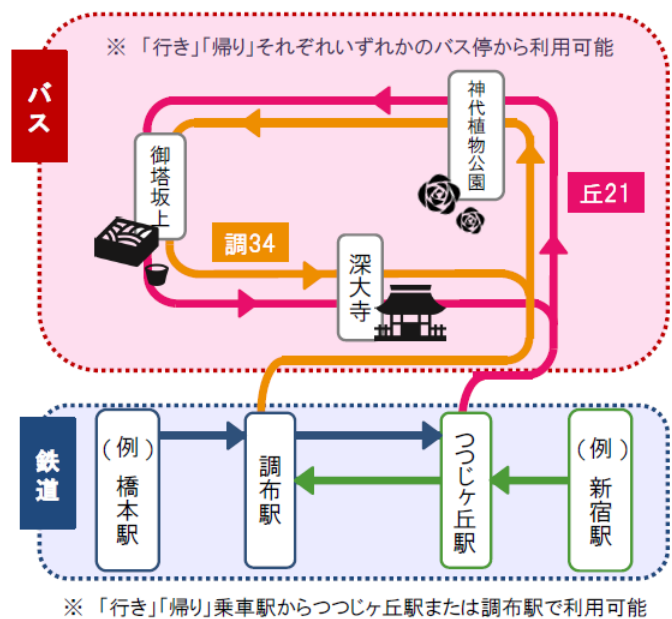 ※ 「行き」「帰り」それぞれいずれかのバス停から利用可能
バス
神代植物公園
御塔坂上
丘21
調34
深大寺
鉄道
（例）橋本駅
調布駅
つつじヶ丘駅
（例）新宿駅
※ 「行き」「帰り」乗車駅からつつじヶ丘駅または調布駅で利用可能